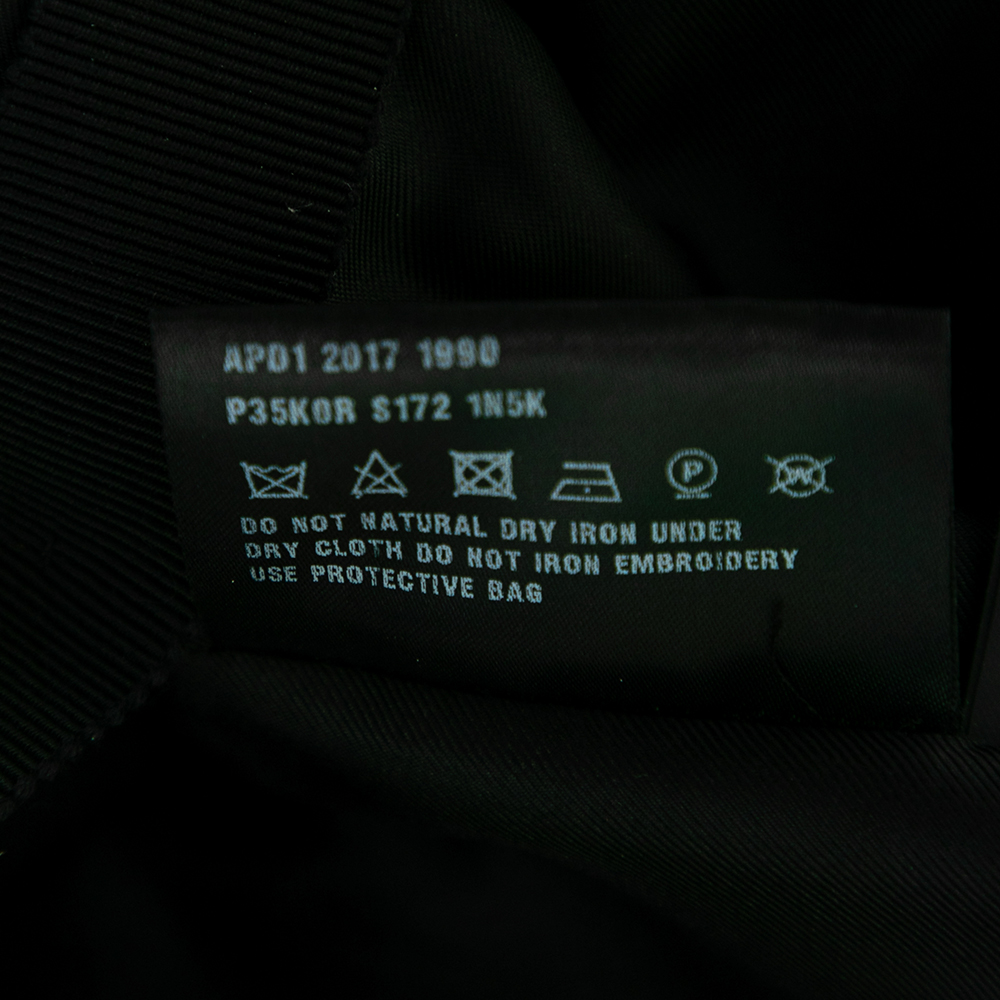 APD1 2017 1990
P35K0R S172 1N5K
P W
DO NOT NATURAL DRY IRON UNDER
DRY CLOTH DO NOT IRON EMBROIDERY
USE PROTECTIVE BAG